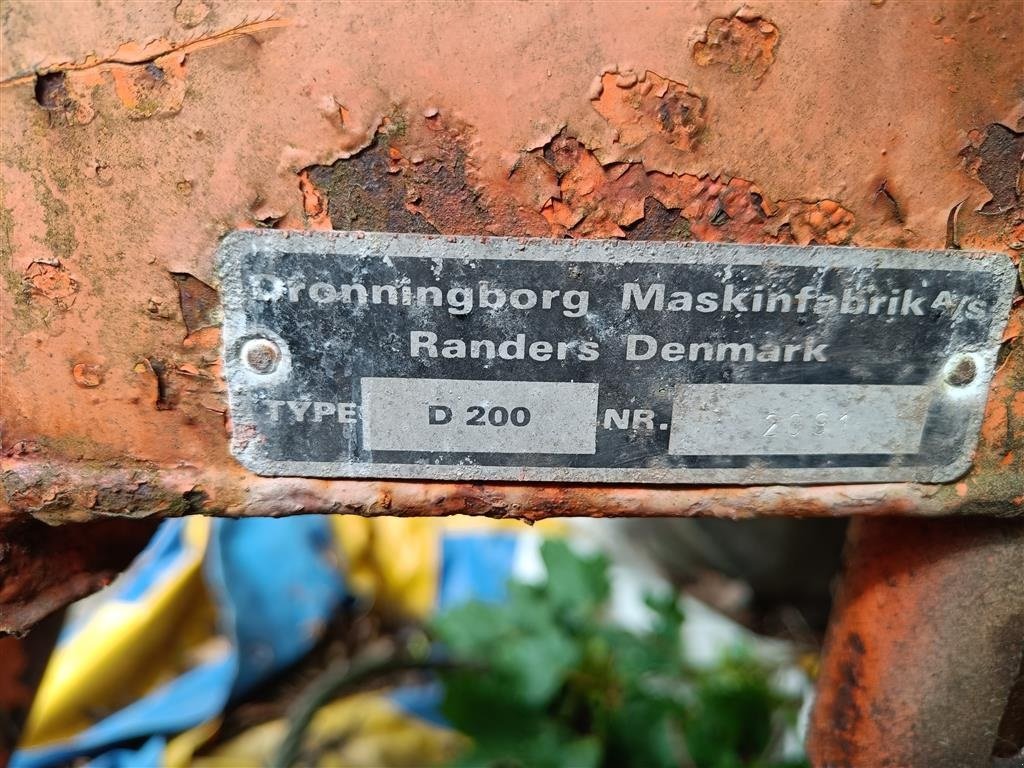 Dronningborg Maskinfabrik A/S
Randers Denmark
TYPE D 200 NR.